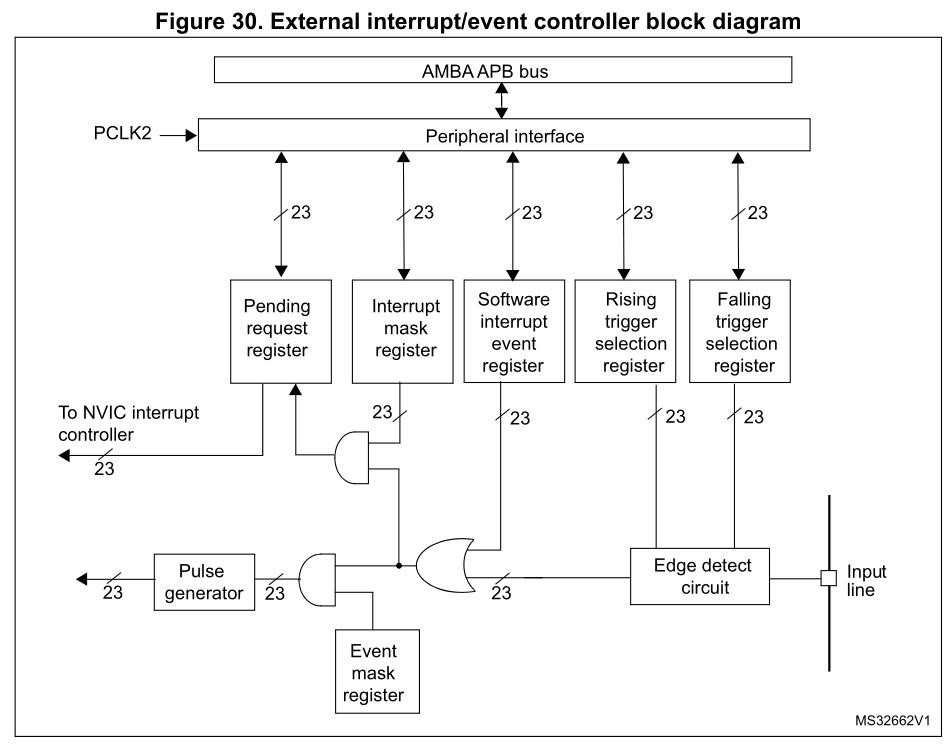 Figure 30. External interrupt/event controller block diagram
AMBA APB bus
PCLK2
Peripheral interface
23
23
23
23
23
Pending
request
register
Interrupt
mask
register
Software
interrupt
event
register
Rising
trigger
selection
register
Falling
trigger
selection
register
To NVIC interrupt
controller
23
23
23
23
23
Pulse
generator
23
23
23
Edge detect
circuit
Input
line
Event
mask
register
MS32662V1